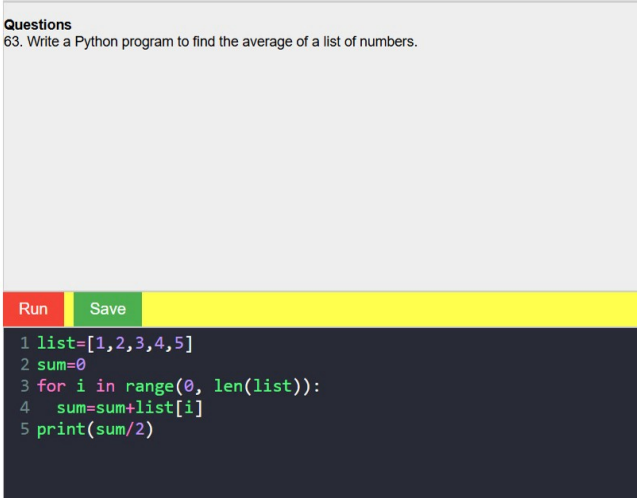 Questions
63. Write a Python program to find the average of a list of numbers.
Run Save
1 list=[1,2,3,4,5]
2 sum=0
3 for i in range(0, len(list)):
4   sum=sum+list[i]
5 print(sum/2)